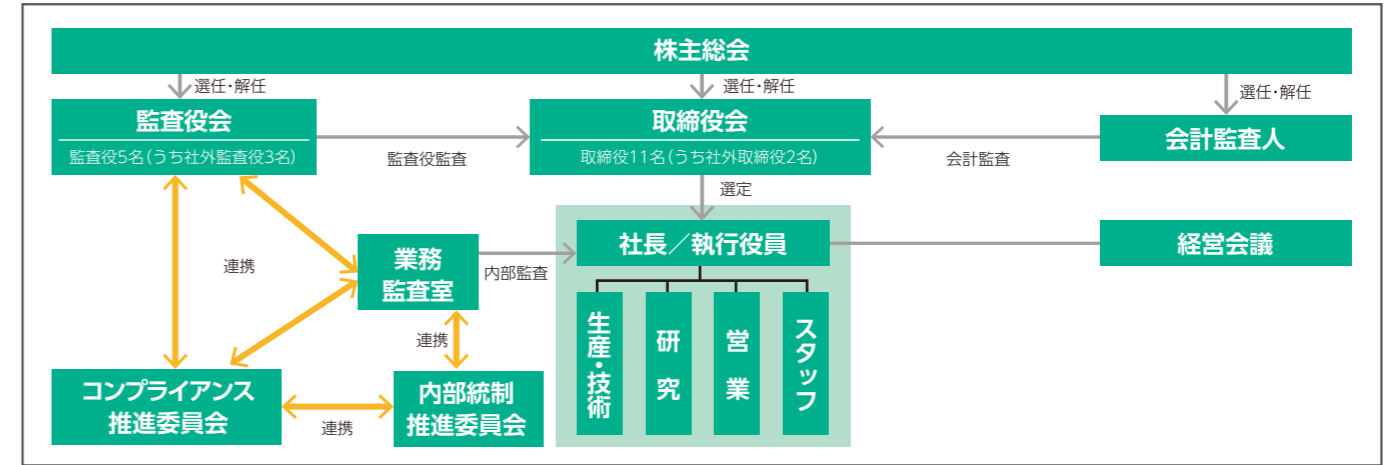 株主総会
選任・解任
選任・解任
選任・解任
監査役会
監査役5名(うち社外監査役3名)
監査役監査
取締役会
取締役11名(うち社外取締役2名)
会計監査
会計監査人
選定
社長／執行役員
経営会議
連携
業務
監査室
内部監査
連携
生産・技術
研究
営業
スタッフ
コンプライアンス
推進委員会
連携
内部統制
推進委員会